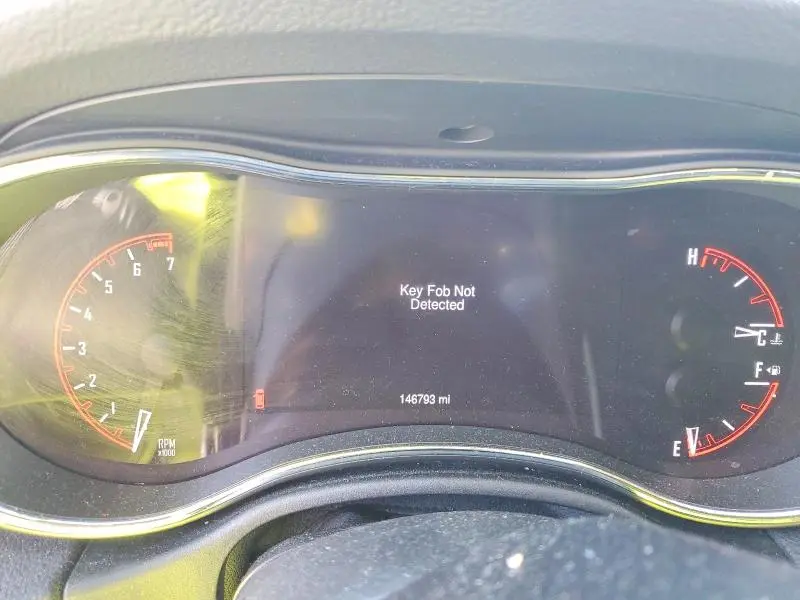 7
6
5
4
3
2
1
RPM
x1000
Key Fob Not
Detected
146793 mi
H
C
F
E